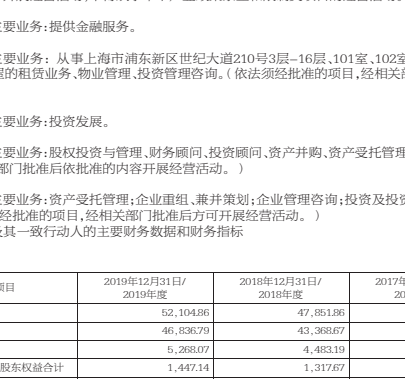 主要业务:提供金融服务。
主要业务: 从事上海市浦东新区世纪大道210号3层-16层、101室、102室
的租赁业务、物业管理、投资管理咨询。(依法须经批准的项目,经相关部
主要业务:投资发展。
主要业务:股权投资与管理、财务顾问、投资顾问、资产并购、资产受托管理
部门批准后依批准的内容开展经营活动。)
主要业务:资产受托管理;企业重组、兼并策划;企业管理咨询;投资及投资
经批准的项目,经相关部门批准后方可开展经营活动。)
及其一致行动人的主要财务数据和财务指标
项目 2019年12月31日/ 2018年12月31日/ 2017年
2019年度 2018年度 20
52,104.86 47,851.86
46,836.79 43,368.67
5,268.07 4,483.19
股东权益合计 1,447.14 1,317.67